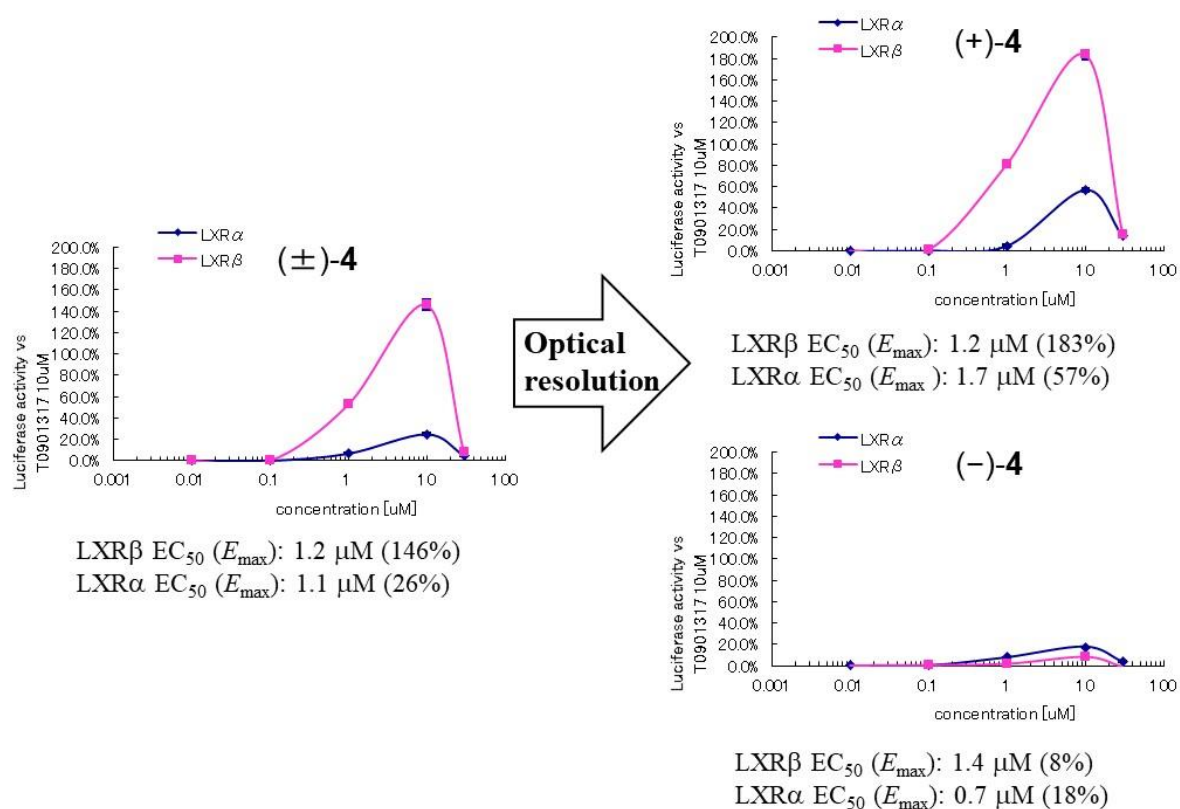 LXRα
LXRβ
(±)-4
Luciferase activity vs
T0901317 10uM
200.0%
180.0%
160.0%
140.0%
120.0%
100.0%
80.0%
60.0%
40.0%
20.0%
0.0%
0.001 0.01 0.1 1 10 100
concentration [uM]
LXRβ EC50 (Emax): 1.2 μM (146%)
LXRα EC50 (Emax): 1.1 μM (26%)
Optical
resolution
LXRα
LXRβ
(+)-4
Luciferase activity vs
T0901317 10uM
200.0%
180.0%
160.0%
140.0%
120.0%
100.0%
80.0%
60.0%
40.0%
20.0%
0.0%
0.001 0.01 0.1 1 10 100
concentration [uM]
LXRβ EC50 (Emax): 1.2 μM (183%)
LXRα EC50 (Emax ): 1.7 μM (57%)
LXRα
LXRβ
(−)-4
Luciferase activity vs
T0901317 10uM
200.0%
180.0%
160.0%
140.0%
120.0%
100.0%
80.0%
60.0%
40.0%
20.0%
0.0%
0.001 0.01 0.1 1 10 100
concentration [uM]
LXRβ EC50 (Emax): 1.4 μM (8%)
LXRα EC50 (Emax): 0.7 μM (18%)